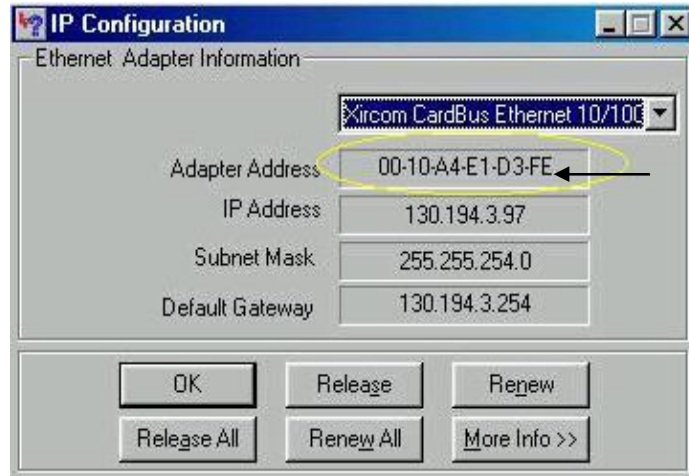 IP Configuration
Ethernet Adapter Information
Xircom CardBus Ethernet 10/100
Adapter Address 00-10-A4-E1-D3-FE
IP Address 130.194.3.97
Subnet Mask 255.255.254.0
Default Gateway 130.194.3.254
OK Release Renew
Release All Renew All More Info >>